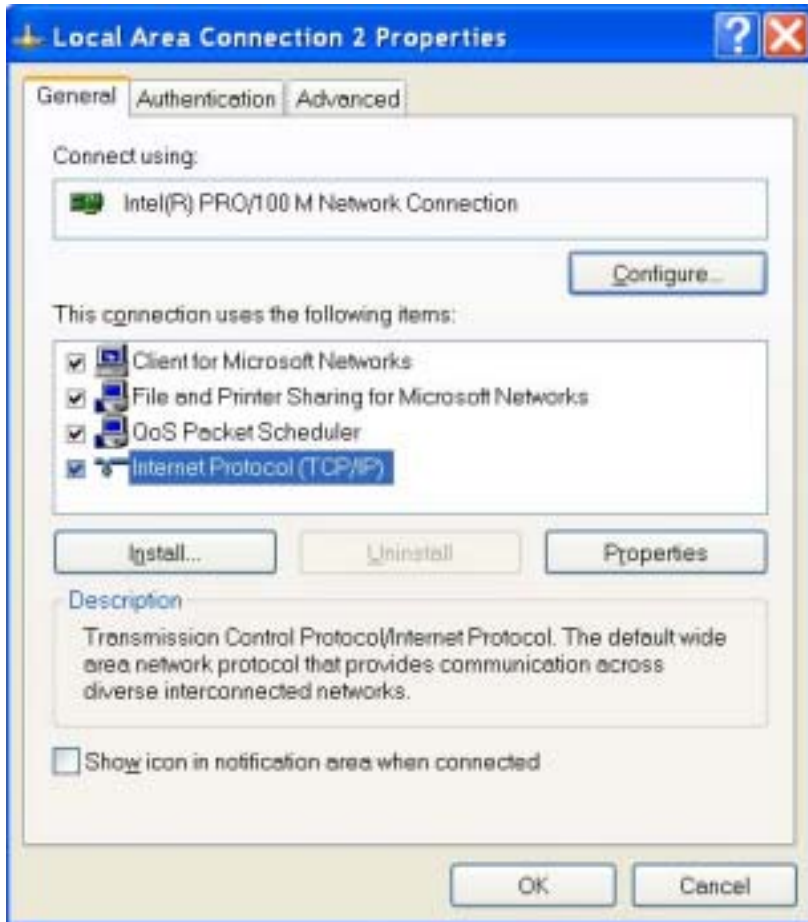 Local Area Connection 2 Properties
?
General
Authentication
Advanced
Connect using:
Intel(R) PRO/100 M Network Connection
Configure...
This connection uses the following items:
Client for Microsoft Networks
File and Printer Sharing for Microsoft Networks
QoS Packet Scheduler
Internet Protocol (TCP/IP)
Install...
Uninstall
Properties
Description
Transmission Control Protocol/Internet Protocol. The default wide
area network protocol that provides communication across
diverse interconnected networks.
Show icon in notification area when connected
OK
Cancel